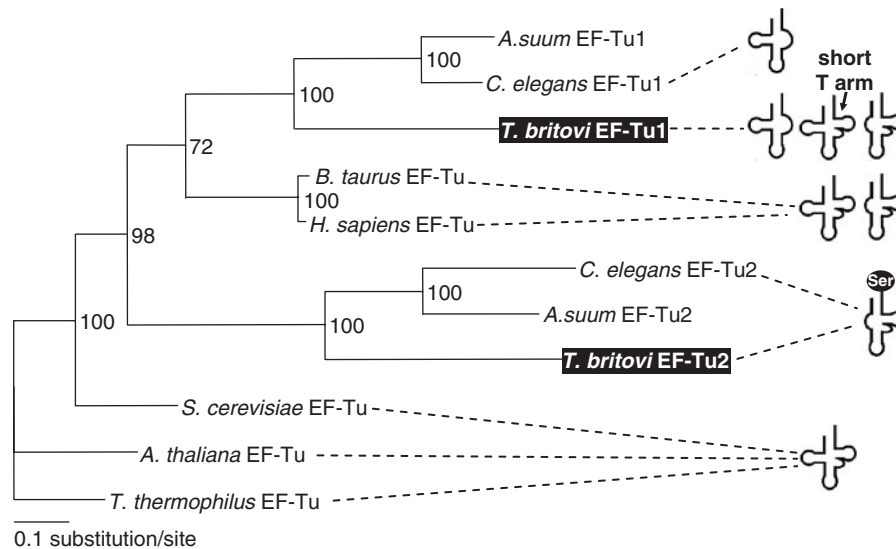 A.suum EF-Tu1
short
T arm
100
C. elegans EF-Tu1
100
T. britovi EF-Tu1
72
B. taurus EF-Tu
100
H. sapiens EF-Tu
98
C. elegans EF-Tu2
Ser
100
A.suum EF-Tu2
100
100
T. britovi EF-Tu2
S. cerevisiae EF-Tu
A. thaliana EF-Tu
T. thermophilus EF-Tu
0.1 substitution/site